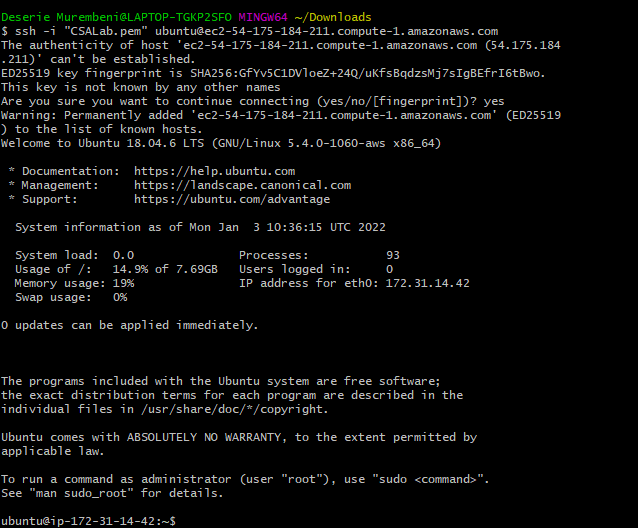 Deserie Murembeni@LAPTOP-TGKP2SFO MINGW64 ~/Downloads
$ ssh -i "CSALab.pem" ubuntu@ec2-54-175-184-211.compute-1.amazonaws.com
The authenticity of host 'ec2-54-175-184-211.compute-1.amazonaws.com (54.175.184
.211)' can't be established.
ED25519 key fingerprint is SHA256:GfYv5C1DVloeZ+24Q/uKfsBqdzsMj7sIgBEfrI6tBwo.
This key is not known by any other names
Are you sure you want to continue connecting (yes/no/[fingerprint])? yes
Warning: Permanently added 'ec2-54-175-184-211.compute-1.amazonaws.com' (ED25519
) to the list of known hosts.
Welcome to Ubuntu 18.04.6 LTS (GNU/Linux 5.4.0-1060-aws x86_64)

 * Documentation:  https://help.ubuntu.com
 * Management:     https://landscape.canonical.com
 * Support:        https://ubuntu.com/advantage

  System information as of Mon Jan  3 10:36:15 UTC 2022

  System load:  0.0               Processes:           93
  Usage of /:   14.9% of 7.69GB   Users logged in:     0
  Memory usage: 19%               IP address for eth0: 172.31.14.42
  Swap usage:   0%

0 updates can be applied immediately.

The programs included with the Ubuntu system are free software;
the exact distribution terms for each program are described in the
individual files in /usr/share/doc/*/copyright.

Ubuntu comes with ABSOLUTELY NO WARRANTY, to the extent permitted by
applicable law.

To run a command as administrator (user "root"), use "sudo <command>".
See "man sudo_root" for details.

ubuntu@ip-172-31-14-42:~$